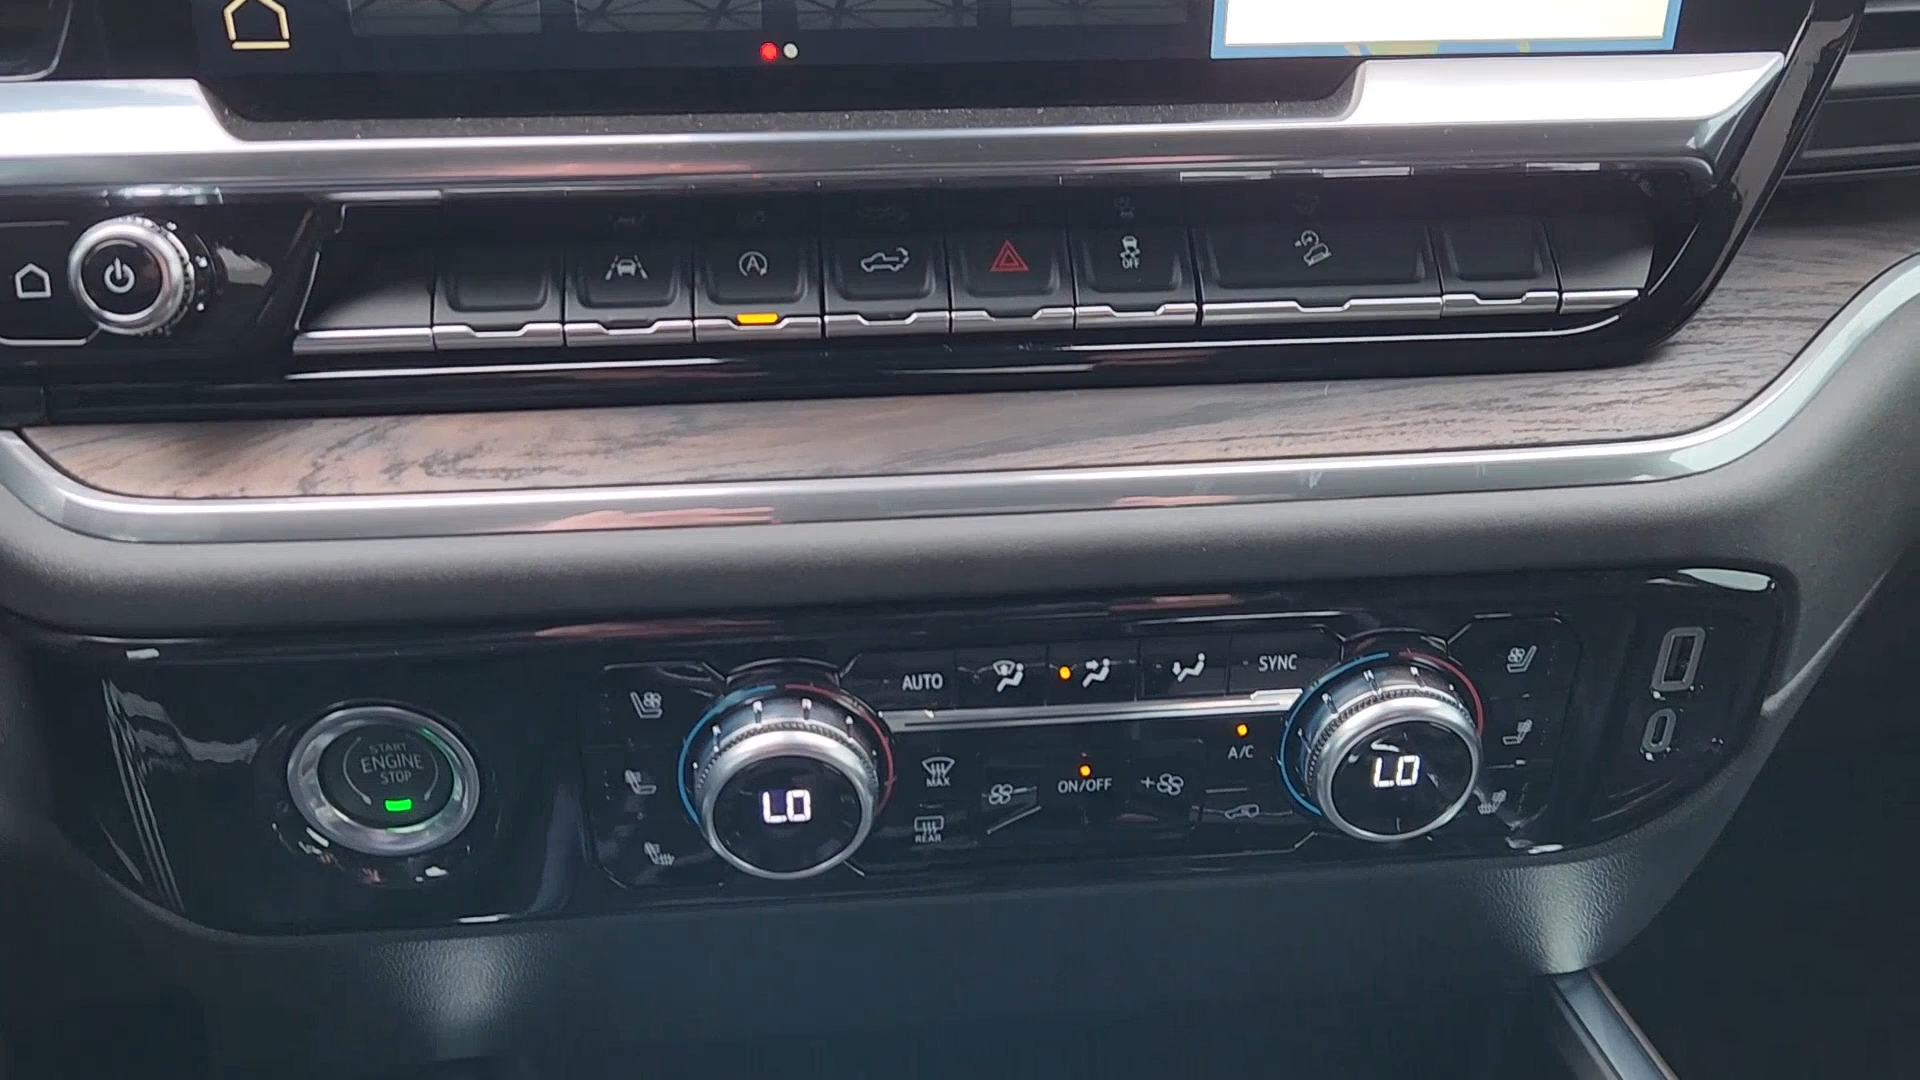 A
OFF
AUTO
SYNC
START
ENGINE
STOP
MAX
REAR
LO
ON/OFF
A/C
LO